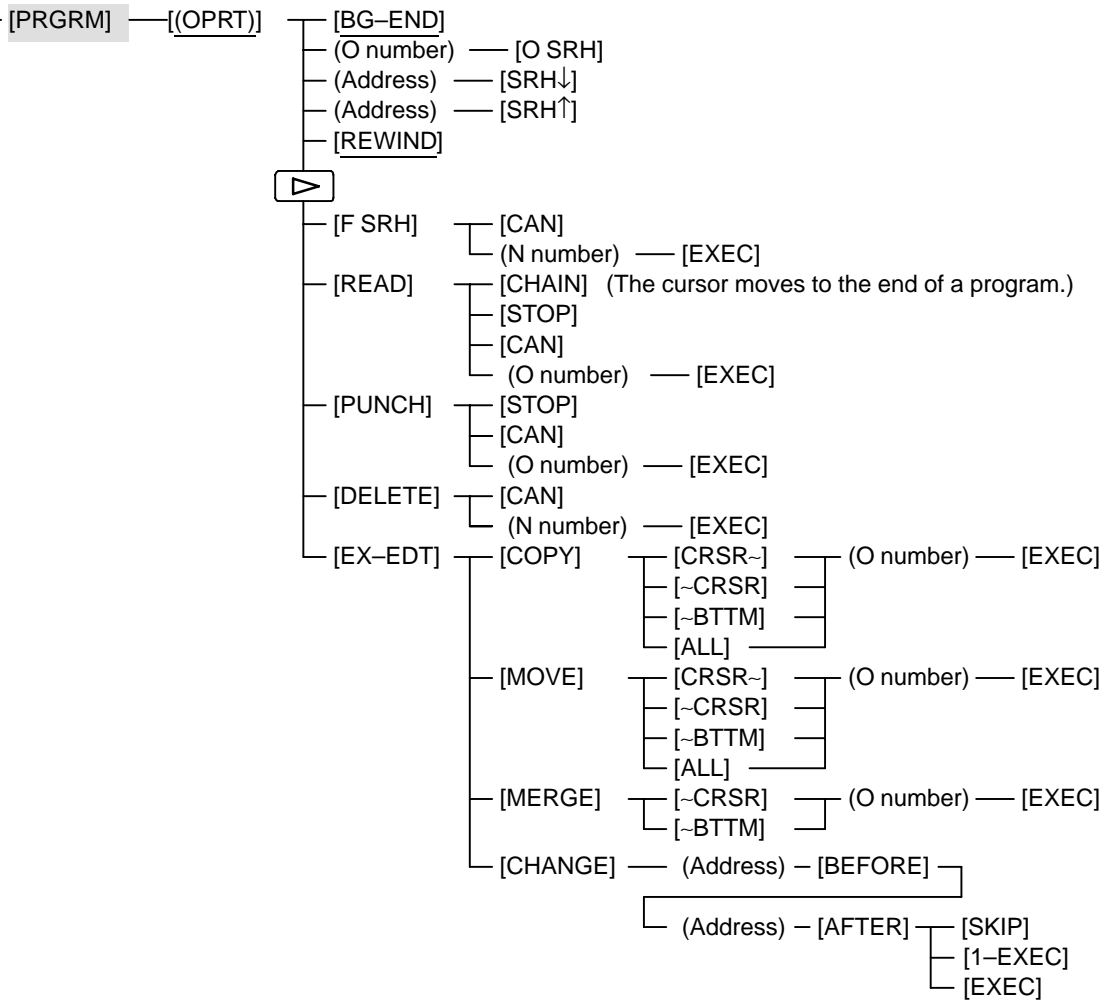 [PRGRM] [(OPRT)] [BG–END]
(O number) [O SRH]
(Address) [SRH↓]
(Address) [SRH↑]
[REWIND]
[F SRH] [CAN]
(N number) [EXEC]
[READ] [CHAIN] (The cursor moves to the end of a program.)
[STOP]
[CAN]
(O number) [EXEC]
[PUNCH] [STOP]
[CAN]
(O number) [EXEC]
[DELETE] [CAN]
(N number) [EXEC]
[EX–EDT] [COPY] [CRSR~] (O number) [EXEC]
[~CRSR]
[~BTTM]
[ALL]
[MOVE] [CRSR~] (O number) [EXEC]
[~CRSR]
[~BTTM]
[ALL]
[MERGE] [~CRSR] (O number) [EXEC]
[~BTTM]
[CHANGE] (Address) [BEFORE]
(Address) [AFTER] [SKIP]
[1–EXEC]
[EXEC]